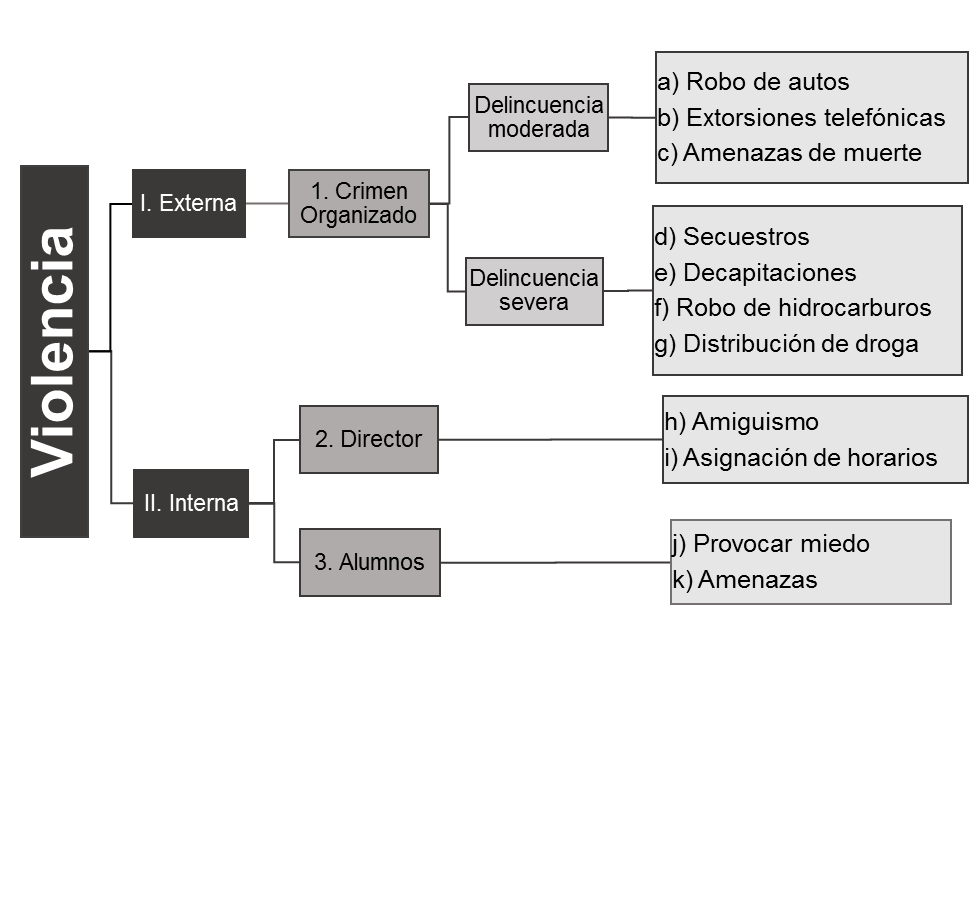 Violencia
I. Externa
1. Crimen
Organizado
Delincuencia
moderada
a) Robo de autos
b) Extorsiones telefónicas
c) Amenazas de muerte
Delincuencia
severa
d) Secuestros
e) Decapitaciones
f) Robo de hidrocarburos
g) Distribución de droga
II. Interna
2. Director
h) Amiguismo
i) Asignación de horarios
3. Alumnos
j) Provocar miedo
k) Amenazas